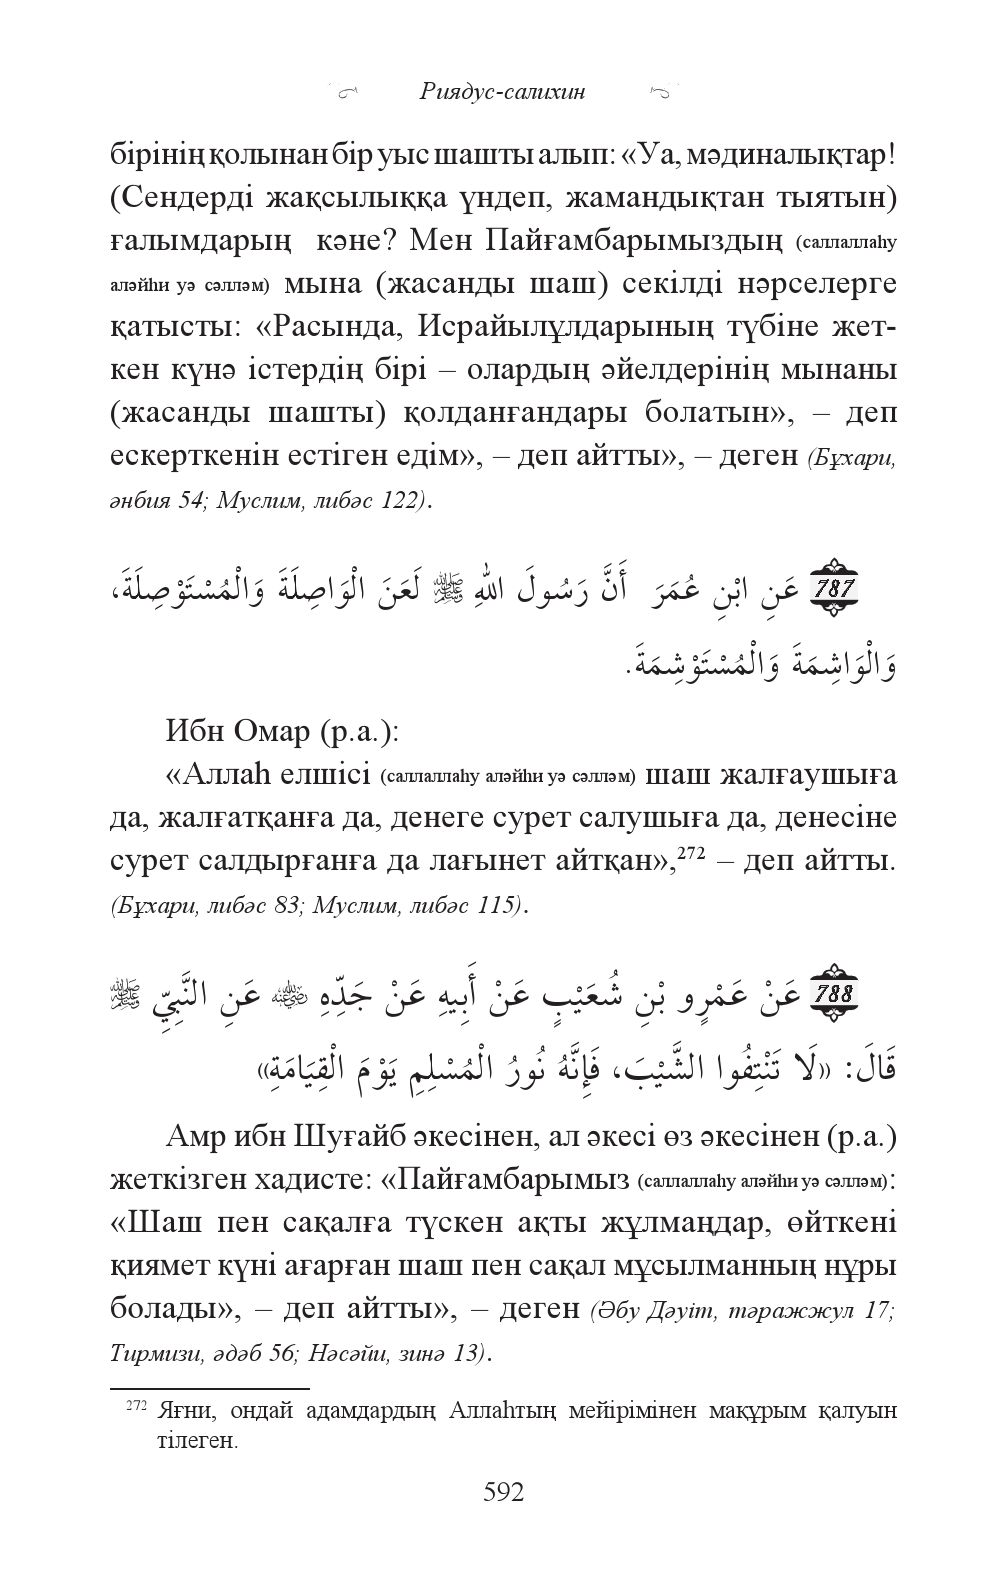 Риядус-салихин
бірінің қолынан бір уыс шашты алып: «Уа, мәдиналықтар!
(Сендерді жақсылыққа үндеп, жамандықтан тыятын)
ғалымдарың кәне? Мен Пайғамбарымыздың (саллаллаһу
аләйһи уә сәлләм) мына (жасанды шаш) секілді нәрселерге
қатысты: «Расында, Исрайылұлдарының түбіне жет-
кен күнә істердің бірі – олардың әйелдерінің мынаны
(жасанды шашты) қолданғандары болатын», – деп
ескерткенін естіген едім», – деп айтты», – деген (Бұхари,
әнбия 54; Муслим, либәс 122).
787 عَنِ ابْنِ عُمَرَ أَنَّ رَسُولَ اللهِ ﷺ لَعَنَ الْوَاصِلَةَ وَالْمُسْتَوْصِلَةَ،
وَالْوَاشِمَةَ وَالْمُسْتَوْشِمَةَ.
Ибн Омар (р.а.):
«Аллаһ елшісі (саллаллаһу аләйһи уә сәлләм) шаш жалғаушыға
да, жалғатқанға да, денеге сурет салушыға да, денесіне
сурет салдырғанға да лағынет айтқан»,²⁷² – деп айтты.
(Бұхари, либәс 83; Муслим, либәс 115).
788 عَنْ عَمْرِو بْنِ شُعَيْبٍ عَنْ أَبِيهِ عَنْ جَدِّهِ رضي الله عنه عَنِ النَّبِيِّ ﷺ
قَالَ: «لَا تَنْتِفُوا الشَّيْبَ، فَإِنَّهُ نُورُ الْمُسْلِمِ يَوْمَ الْقِيَامَةِ»
Амр ибн Шуғайб әкесінен, ал әкесі өз әкесінен (р.а.)
жеткізген хадисте: «Пайғамбарымыз (саллаллаһу аләйһи уә сәлләм):
«Шаш пен сақалға түскен ақты жұлмаңдар, өйткені
қиямет күні ағарған шаш пен сақал мұсылманның нұры
болады», – деп айтты», – деген (Әбу Дәуіт, тәражжул 17;
Тирмизи, әдәб 56; Нәсәйи, зинә 13).
²⁷² Яғни, ондай адамдардың Аллаһтың мейірімінен мақұрым қалуын
тілеген.
592